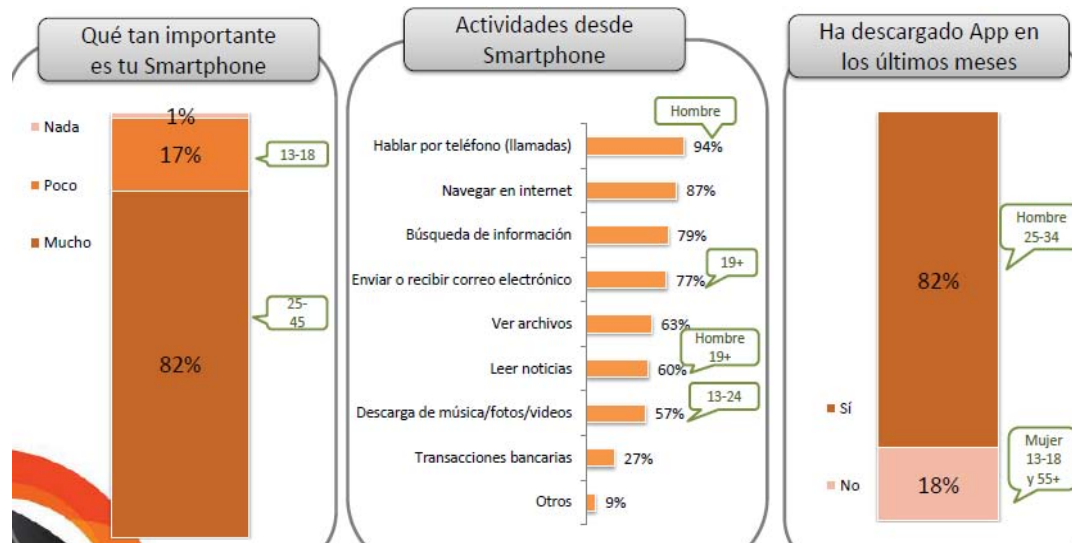 Qué tan importante
es tu Smartphone
Nada
Poco
Mucho
1%
17%
82%
13-18
25-
45
Actividades desde
Smartphone
Hombre
Hablar por teléfono (llamadas)
94%
Navegar en internet
87%
Búsqueda de información
79%
Enviar o recibir correo electrónico
77%
19+
Ver archivos
63%
Hombre
19+
Leer noticias
60%
13-24
Descarga de música/fotos/videos
57%
Transacciones bancarias
27%
Otros
9%
Ha descargado App en
los últimos meses
82%
Hombre
25-34
Sí
No
18%
Mujer
13-18
y 55+